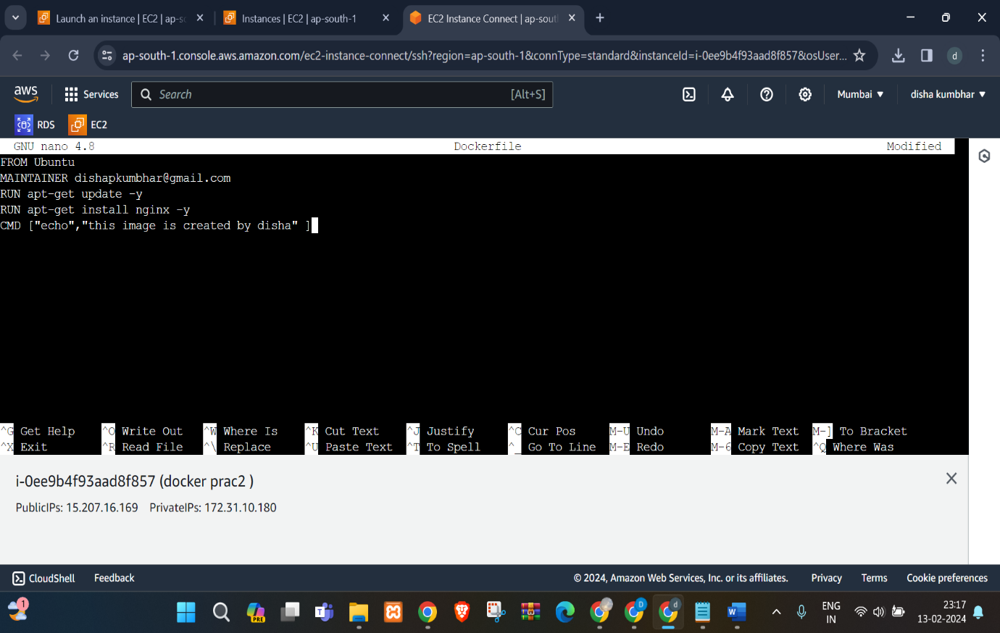 Launch an instance | EC2 | ap-s
Instances | EC2 | ap-south-1
EC2 Instance Connect | ap-sout
ap-south-1.console.aws.amazon.com/ec2-instance-connect/ssh?region=ap-south-1&connType=standard&instanceId=i-0ee9b4f93aad8f857&osUser...
d
aws
Services
Search
[Alt+S]
Mumbai ▼
disha kumbhar ▼
RDS
EC2
GNU nano 4.8 Dockerfile Modified
FROM Ubuntu
MAINTAINER dishapkumbhar@gmail.com
RUN apt-get update -y
RUN apt-get install nginx -y
CMD ["echo","this image is created by disha" ]
^G Get Help ^O Write Out ^W Where Is ^K Cut Text ^J Justify ^C Cur Pos M-U Undo M-A Mark Text M-] To Bracket
^X Exit ^R Read File ^\ Replace ^U Paste Text ^T To Spell ^_ Go To Line M-E Redo M-6 Copy Text ^Q Where Was
i-0ee9b4f93aad8f857 (docker prac2 )
PublicIPs: 15.207.16.169 PrivateIPs: 172.31.10.180
CloudShell
Feedback
© 2024, Amazon Web Services, Inc. or its affiliates.
Privacy
Terms
Cookie preferences
1
PRE
T
D
d
W
ENG
IN
23:17
13-02-2024